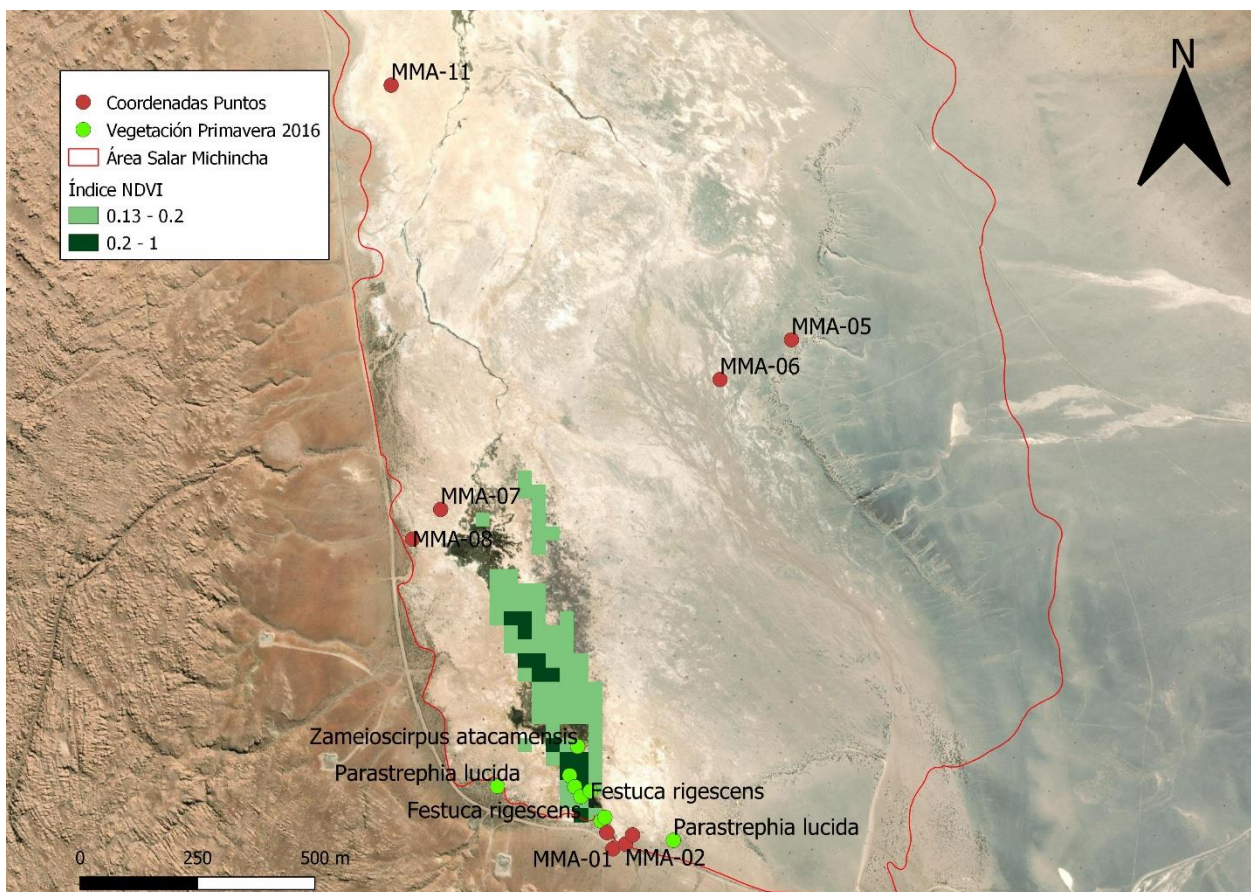 N
MMA-11
Coordenadas Puntos
Vegetación Primavera 2016
Área Salar Michincha
Índice NDVI
0.13 - 0.2
0.2 - 1
MMA-05
MMA-06
MMA-07
MMA-08
Zameioscirpus atacamensis
Parastrephia lucida
Festuca rigescens
Festuca rigescens
Parastrephia lucida
MMA-01
MMA-02
0 250 500 m